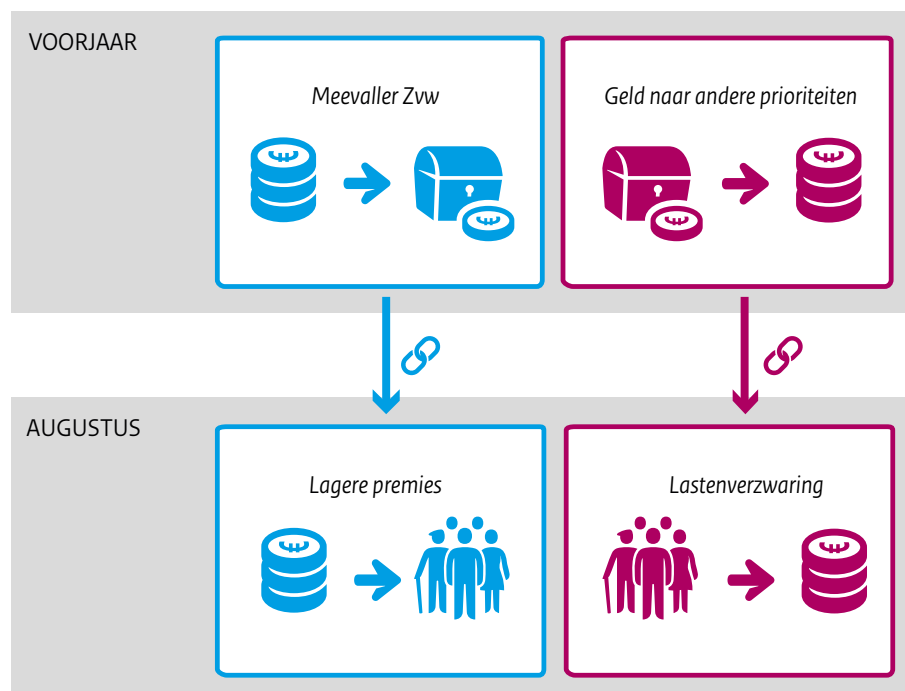 VOORJAAR
Meevaller Zvw
Geld naar andere prioriteiten
AUGUSTUS
Lagere premies
Lastenverzwaring